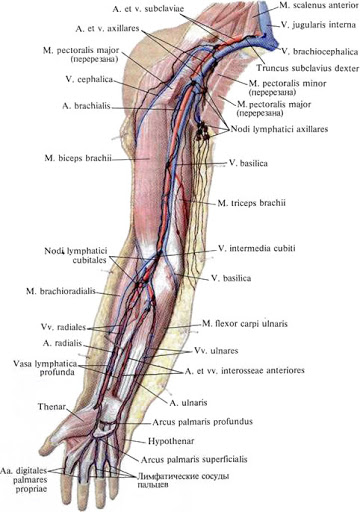 A. et v. subclaviae
A. et v. axillares
M. pectoralis major
(перерезана)
V. cephalica
A. brachialis
M. biceps brachii
Nodi lymphatici
cubitales
M. brachioradialis
Vv. radiales
A. radialis
Vasa lymphatica
profunda
Thenar
Aa. digitales
palmares
propriae
M. scalenus anterior
V. jugularis interna
V. brachiocephalica
Truncus subclavius dexter
M. pectoralis minor
(перерезана)
M. pectoralis major
(перерезана)
Nodi lymphatici axillares
V. basilica
M. triceps brachii
V. intermedia cubiti
V. basilica
M. flexor carpi ulnaris
Vv. ulnares
A. et vv. interosseae anteriores
A. ulnaris
Arcus palmaris profundus
Hypothenar
Arcus palmaris superficialis
Лимфатические сосуды
пальцев